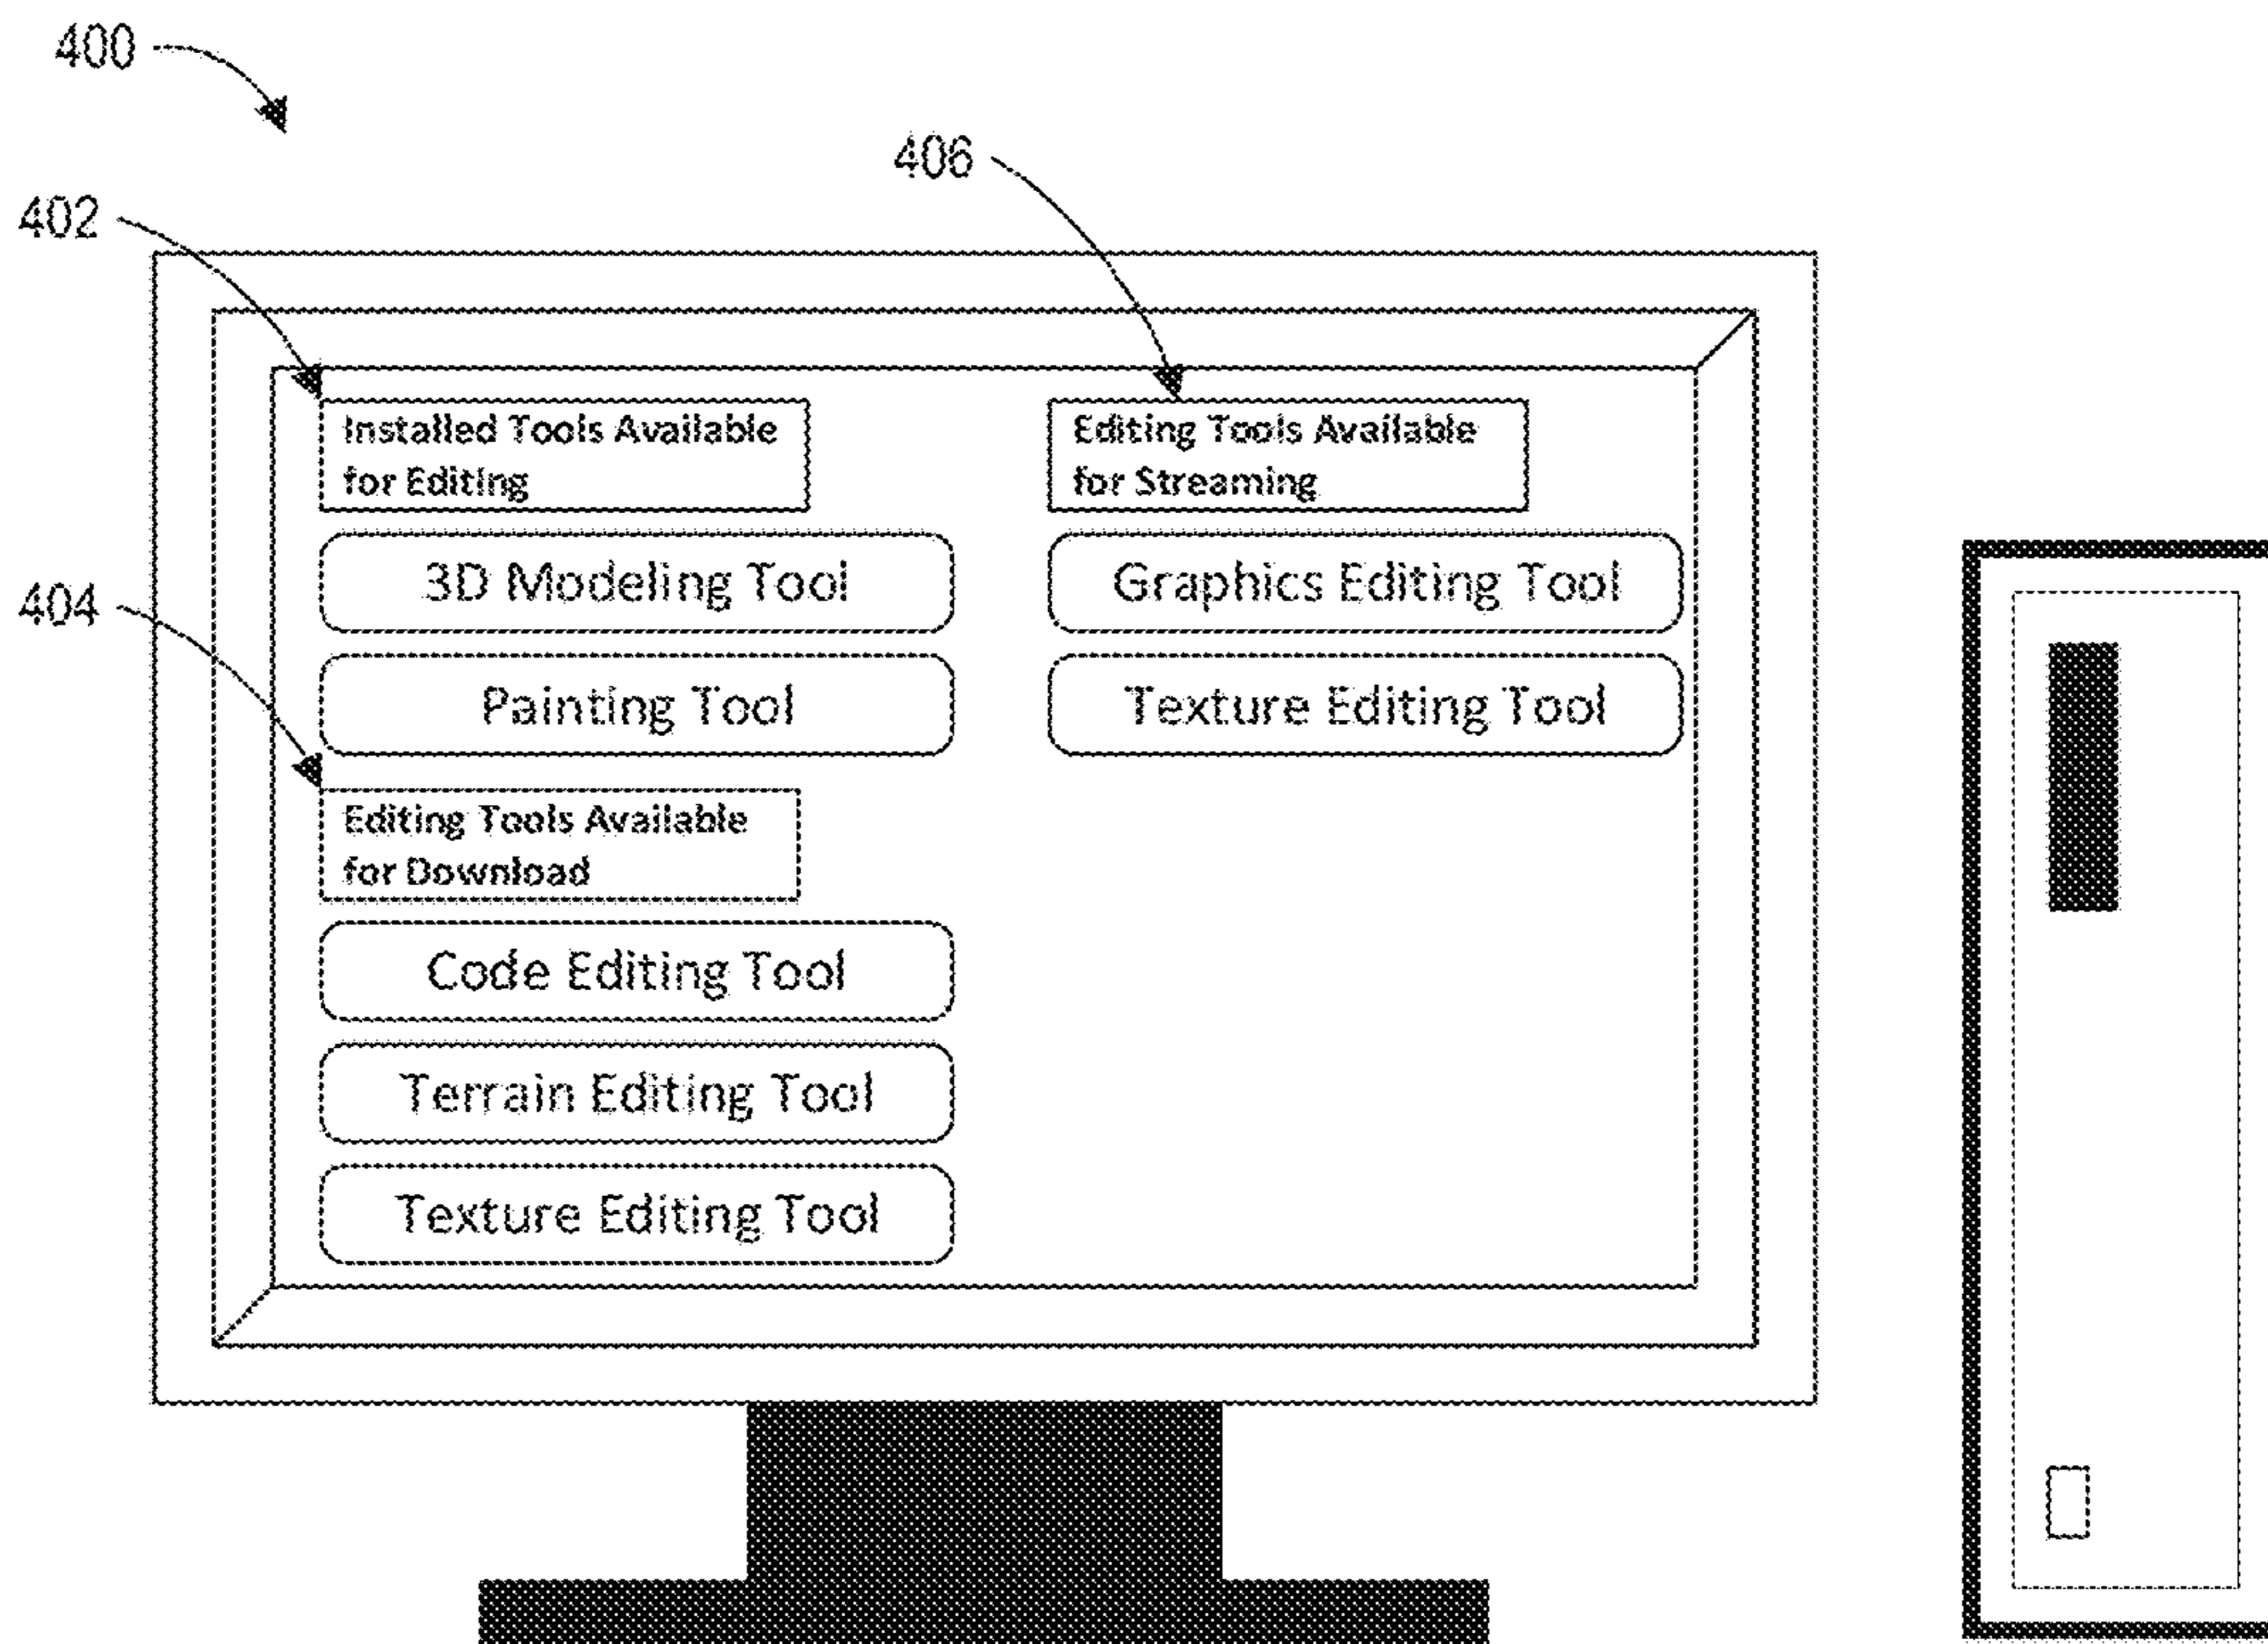 400
406
402
Installed Tools Available
for Editing
3D Modeling Tool
404
Painting Tool
Editing Tools Available
for Download
Code Editing Tool
Terrain Editing Tool
Texture Editing Tool
Editing Tools Available
for Streaming
Graphics Editing Tool
Texture Editing Tool